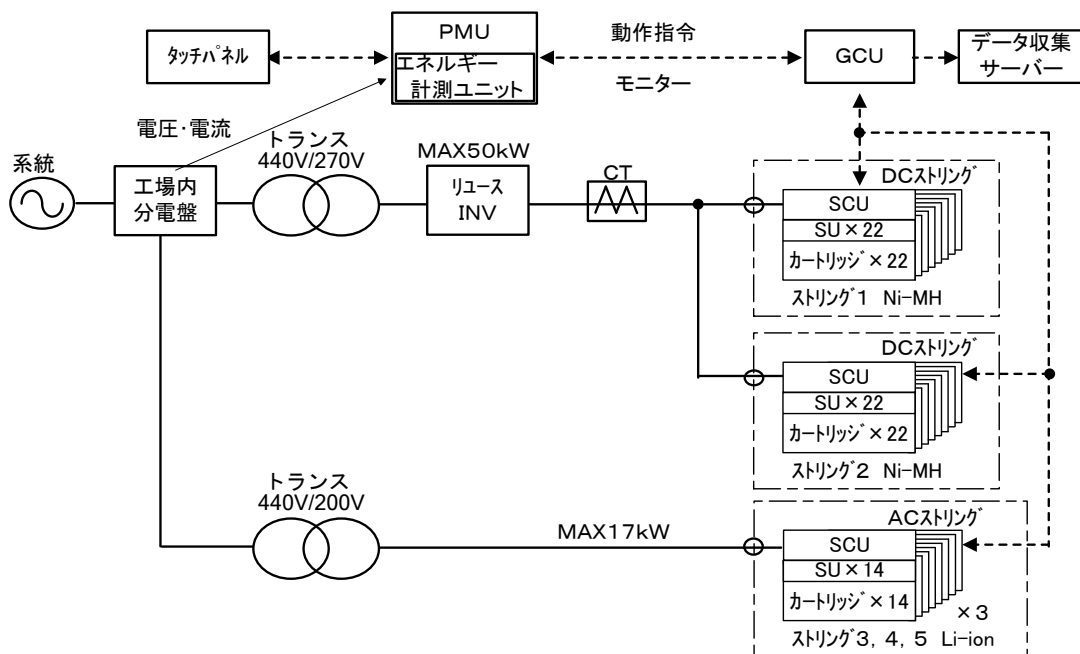 タッチパネル
PMU
エネルギー
計測ユニット
動作指令
モニター
GCU
データ収集
サーバー
電圧・電流
系統
工場内
分電盤
トランス
440V/270V
MAX50kW
リユース
INV
CT
DCストリング
SCU
SU×22
カートリッジ×22
ストリング1 Ni-MH
DCストリング
SCU
SU×22
カートリッジ×22
ストリング2 Ni-MH
トランス
440V/200V
MAX17kW
ACストリング
SCU
SU×14
カートリッジ×14
×3
ストリング3, 4, 5 Li-ion